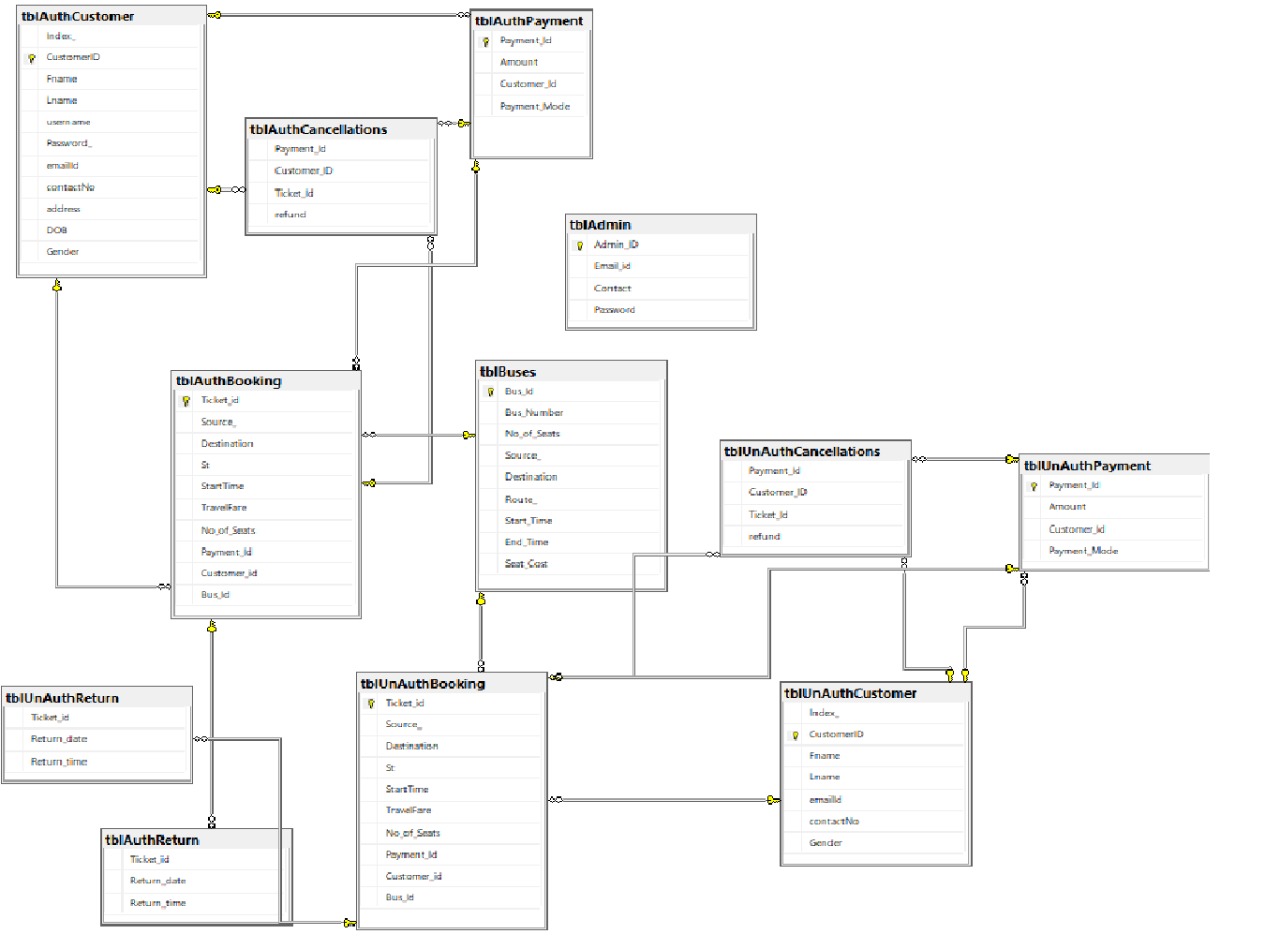 tblAuthCustomer
Index_
CustomerID
Fname
Lname
username
Password_
emailId
contactNo
address
DOB
Gender
tblAuthPayment
Payment_Id
Amount
Customer_Id
Payment_Mode
tblAuthCancellations
Payment_Id
Customer_ID
Ticket_Id
refund
tblAdmin
Admin_ID
Email_id
Contact
Password
tblAuthBooking
Ticket_id
Source_
Destination
St
StartTime
TravelFare
No_of_Seats
Payment_Id
Customer_id
Bus_Id
tblBuses
Bus_Id
Bus_Number
No_of_Seats
Source_
Destination
Route_
Start_Time
End_Time
Seat_Cost
tblUnAuthCancellations
Payment_Id
Customer_ID
Ticket_Id
refund
tblUnAuthPayment
Payment_Id
Amount
Customer_Id
Payment_Mode
tblUnAuthReturn
Ticket_id
Return_date
Return_time
tblAuthReturn
Ticket_id
Return_date
Return_time
tblUnAuthBooking
Ticket_id
Source_
Destination
St
StartTime
TravelFare
No_of_Seats
Payment_Id
Customer_id
Bus_Id
tblUnAuthCustomer
Index_
CustomerID
Fname
Lname
emailId
contactNo
Gender